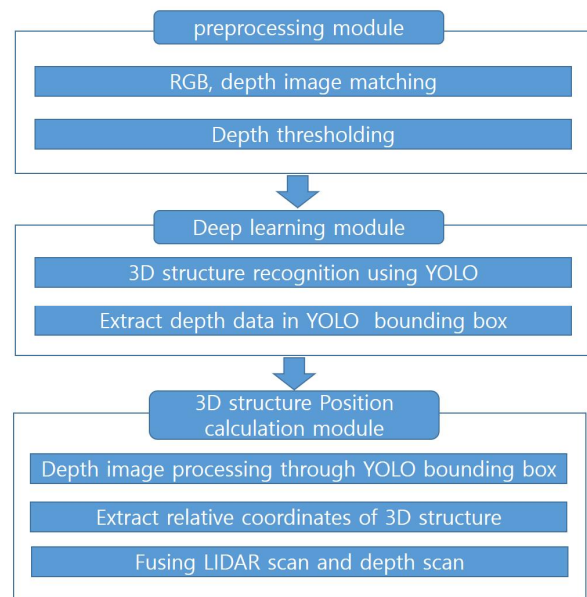 preprocessing module
RGB, depth image matching
Depth thresholding
Deep learning module
3D structure recognition using YOLO
Extract depth data in YOLO bounding box
3D structure Position
calculation module
Depth image processing through YOLO bounding box
Extract relative coordinates of 3D structure
Fusing LIDAR scan and depth scan